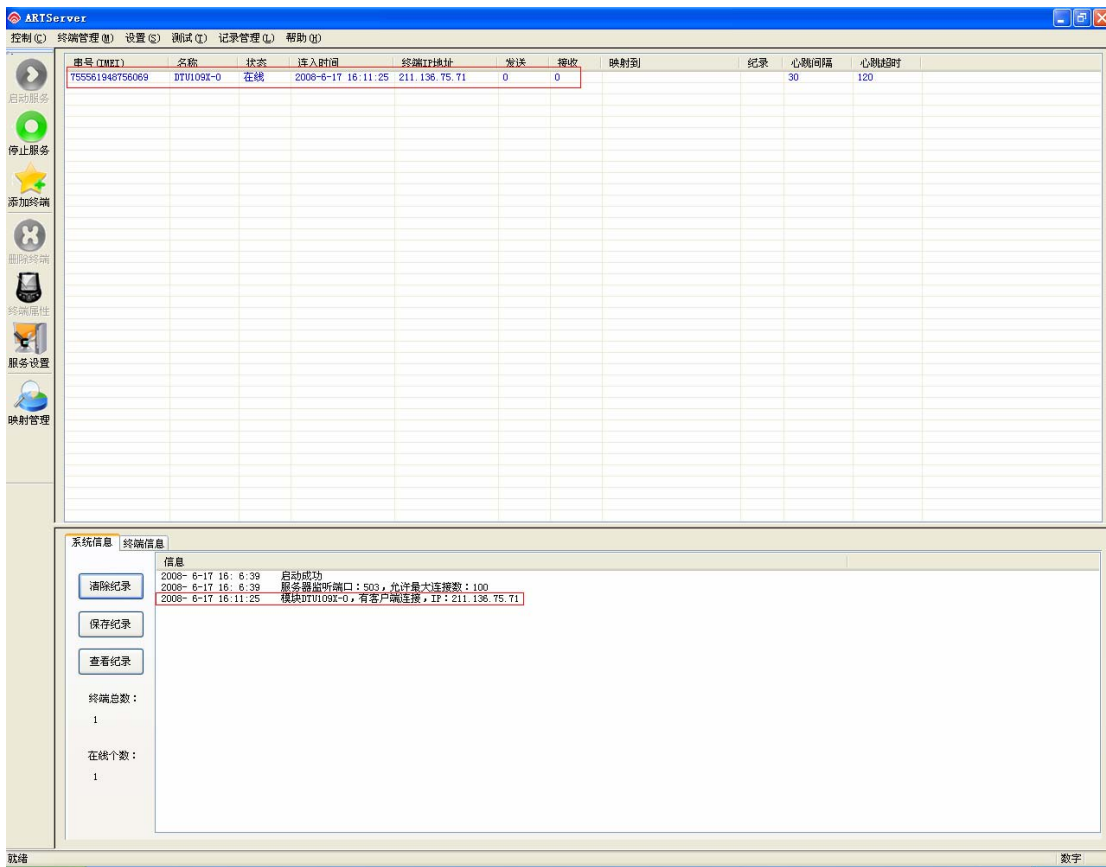 ARTServer
控制(C) 终端管理(M) 设置(S) 测试(T) 记录管理(L) 帮助(H)
串号(IMEI) 名称 状态 连入时间 终端IP地址 发送 接收 映射到 纪录 心跳间隔 心跳超时
755561948756069 DTU109X-0 在线 2008-6-17 16:11:25 211.136.75.71 0 0 30 120
启动服务
停止服务
添加终端
删除终端
终端属性
服务设置
映射管理
系统信息 终端信息
信息
2008- 6-17 16: 6:39 启动成功
2008- 6-17 16: 6:39 服务器监听端口：503，允许最大连接数：100
2008- 6-17 16:11:25 模块DTU109X-0，有客户端连接，IP：211.136.75.71
清除纪录
保存纪录
查看纪录
终端总数：
1
在线个数：
1
就绪 数字